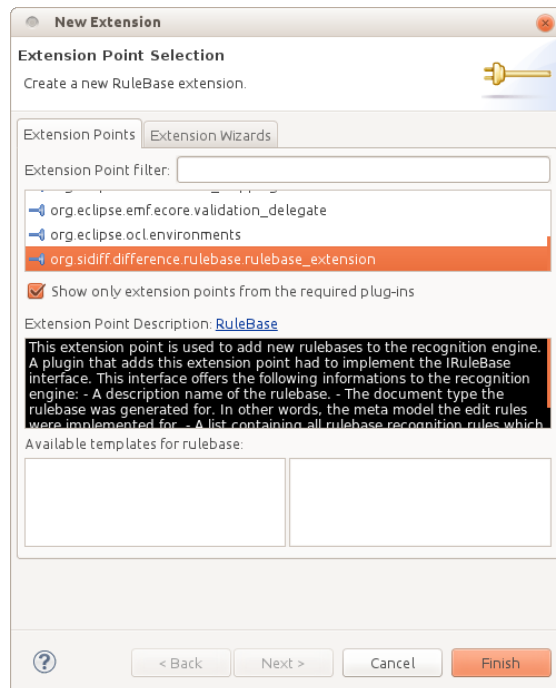 New Extension
Extension Point Selection
Create a new RuleBase extension.
Extension Points
Extension Wizards
Extension Point filter:
org.eclipse.emf.ecore.validation_delegate
org.eclipse.ocl.environments
org.sidiff.difference.rulebase.rulebase_extension
Show only extension points from the required plug-ins
Extension Point Description: RuleBase
This extension point is used to add new rulebases to the recognition engine.
A plugin that adds this extension point had to implement the IRuleBase
interface. This interface offers the following informations to the recognition
engine: - A description name of the rulebase. - The document type the
rulebase was generated for. In other words, the meta model the edit rules
were implemented for. - A list containing all rulebase recognition rules which
Available templates for rulebase:
?
< Back
Next >
Cancel
Finish